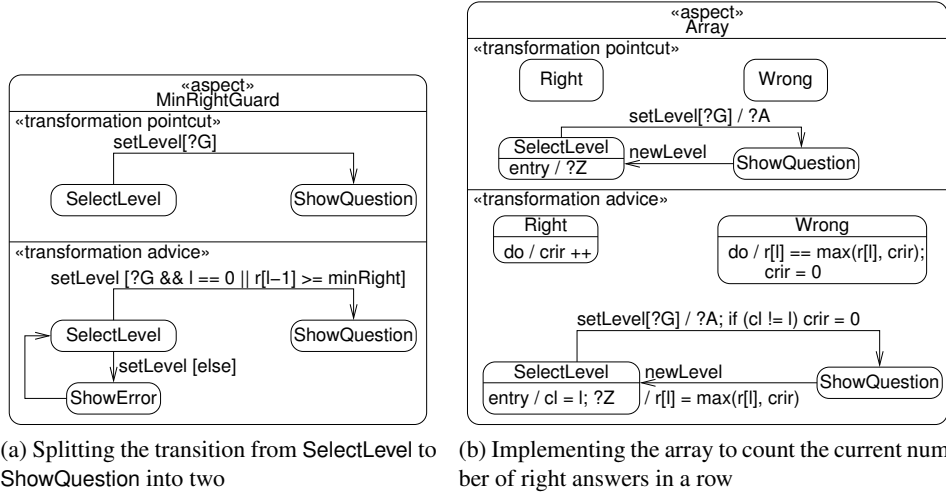 «aspect»
MinRightGuard
«transformation pointcut»
setLevel[?G]
SelectLevel
ShowQuestion
«transformation advice»
setLevel [?G && l == 0 || r[l−1] >= minRight]
SelectLevel
ShowQuestion
setLevel [else]
ShowError
(a) Splitting the transition from SelectLevel to
ShowQuestion into two
«aspect»
Array
«transformation pointcut»
Right
Wrong
setLevel[?G] / ?A
SelectLevel
newLevel
entry / ?Z
ShowQuestion
«transformation advice»
Right
do / crir ++
Wrong
do / r[l] == max(r[l], crir);
crir = 0
setLevel[?G] / ?A; if (cl != l) crir = 0
SelectLevel
newLevel
entry / cl = l; ?Z
/ r[l] = max(r[l], crir)
ShowQuestion
(b) Implementing the array to count the current num
ber of right answers in a row